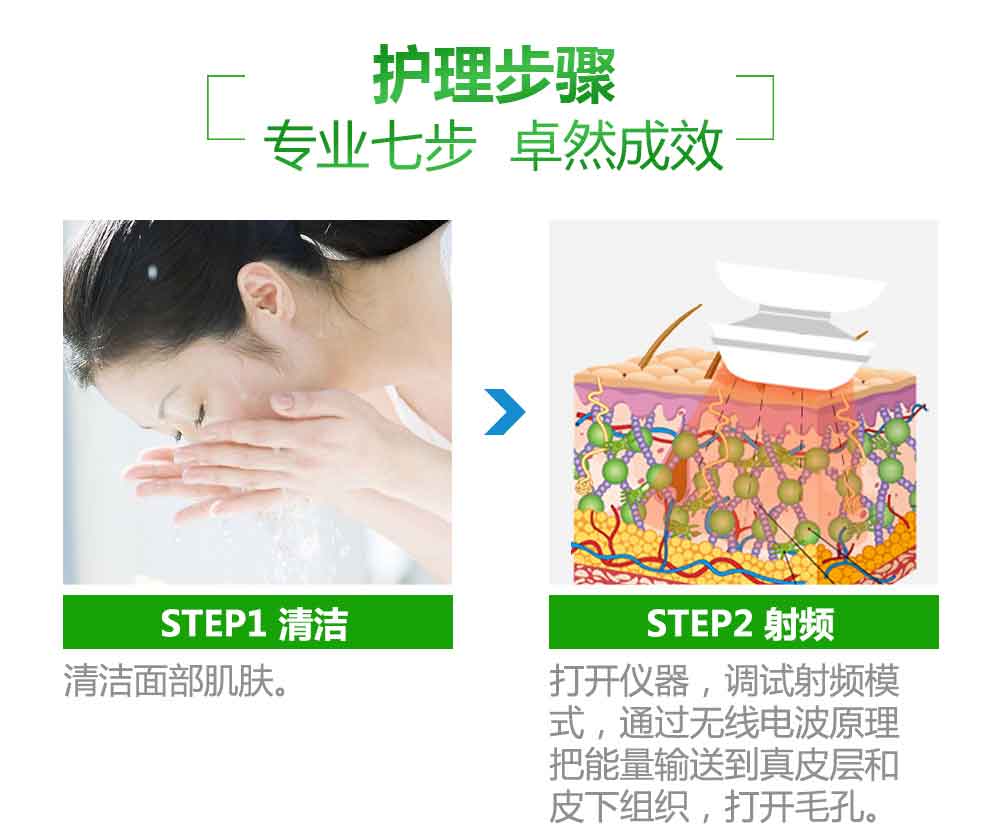 护理步骤
专业七步 卓然成效
STEP1 清洁
清洁面部肌肤。
STEP2 射频
打开仪器，调试射频模
式，通过无线电波原理
把能量输送到真皮层和
皮下组织，打开毛孔。